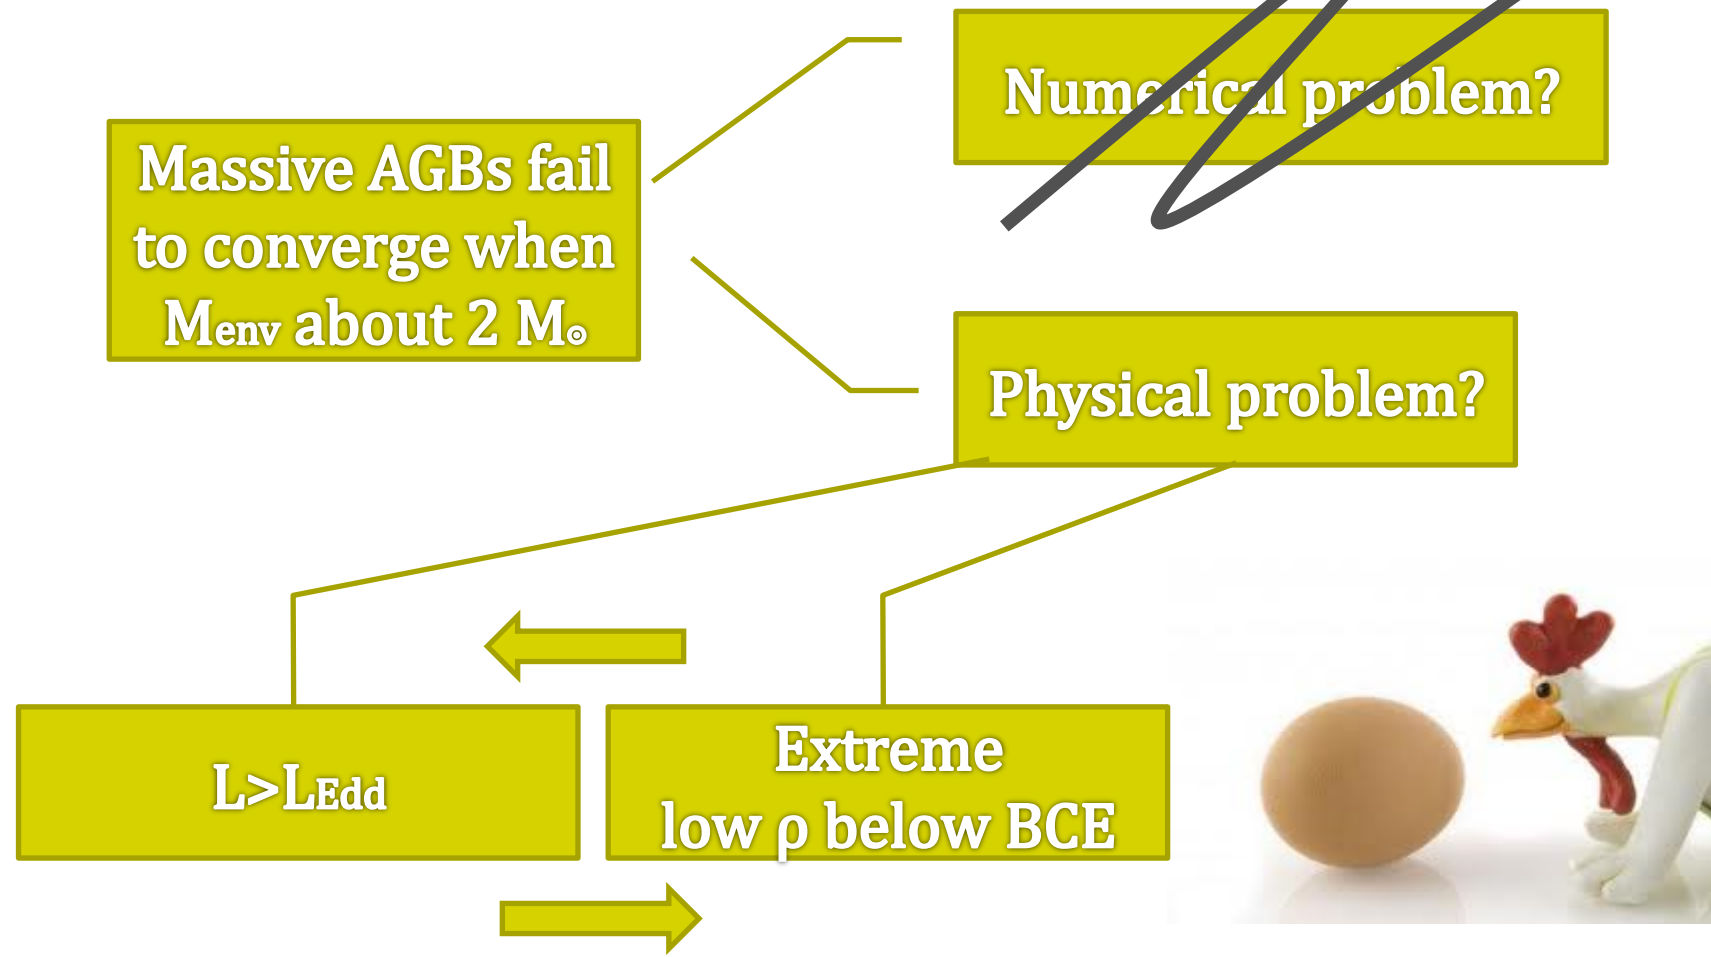 Numerical problem?
Massive AGBs fail
to converge when
Menv about 2 M⊙
Physical problem?
L>LEdd
Extreme
low ρ below BCE